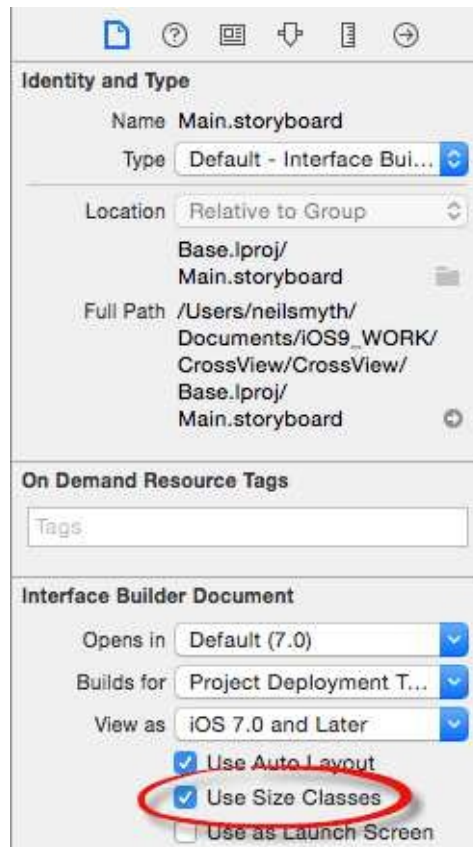 Identity and Type
Name Main.storyboard
Type Default - Interface Bui...
Location Relative to Group
Base.lproj/
Main.storyboard
Full Path /Users/neilsmyth/
Documents/iOS9_WORK/
CrossView/CrossView/
Base.lproj/
Main.storyboard
On Demand Resource Tags
Tags
Interface Builder Document
Opens in Default (7.0)
Builds for Project Deployment T...
View as iOS 7.0 and Later
Use Auto Layout
Use Size Classes
Use as Launch Screen